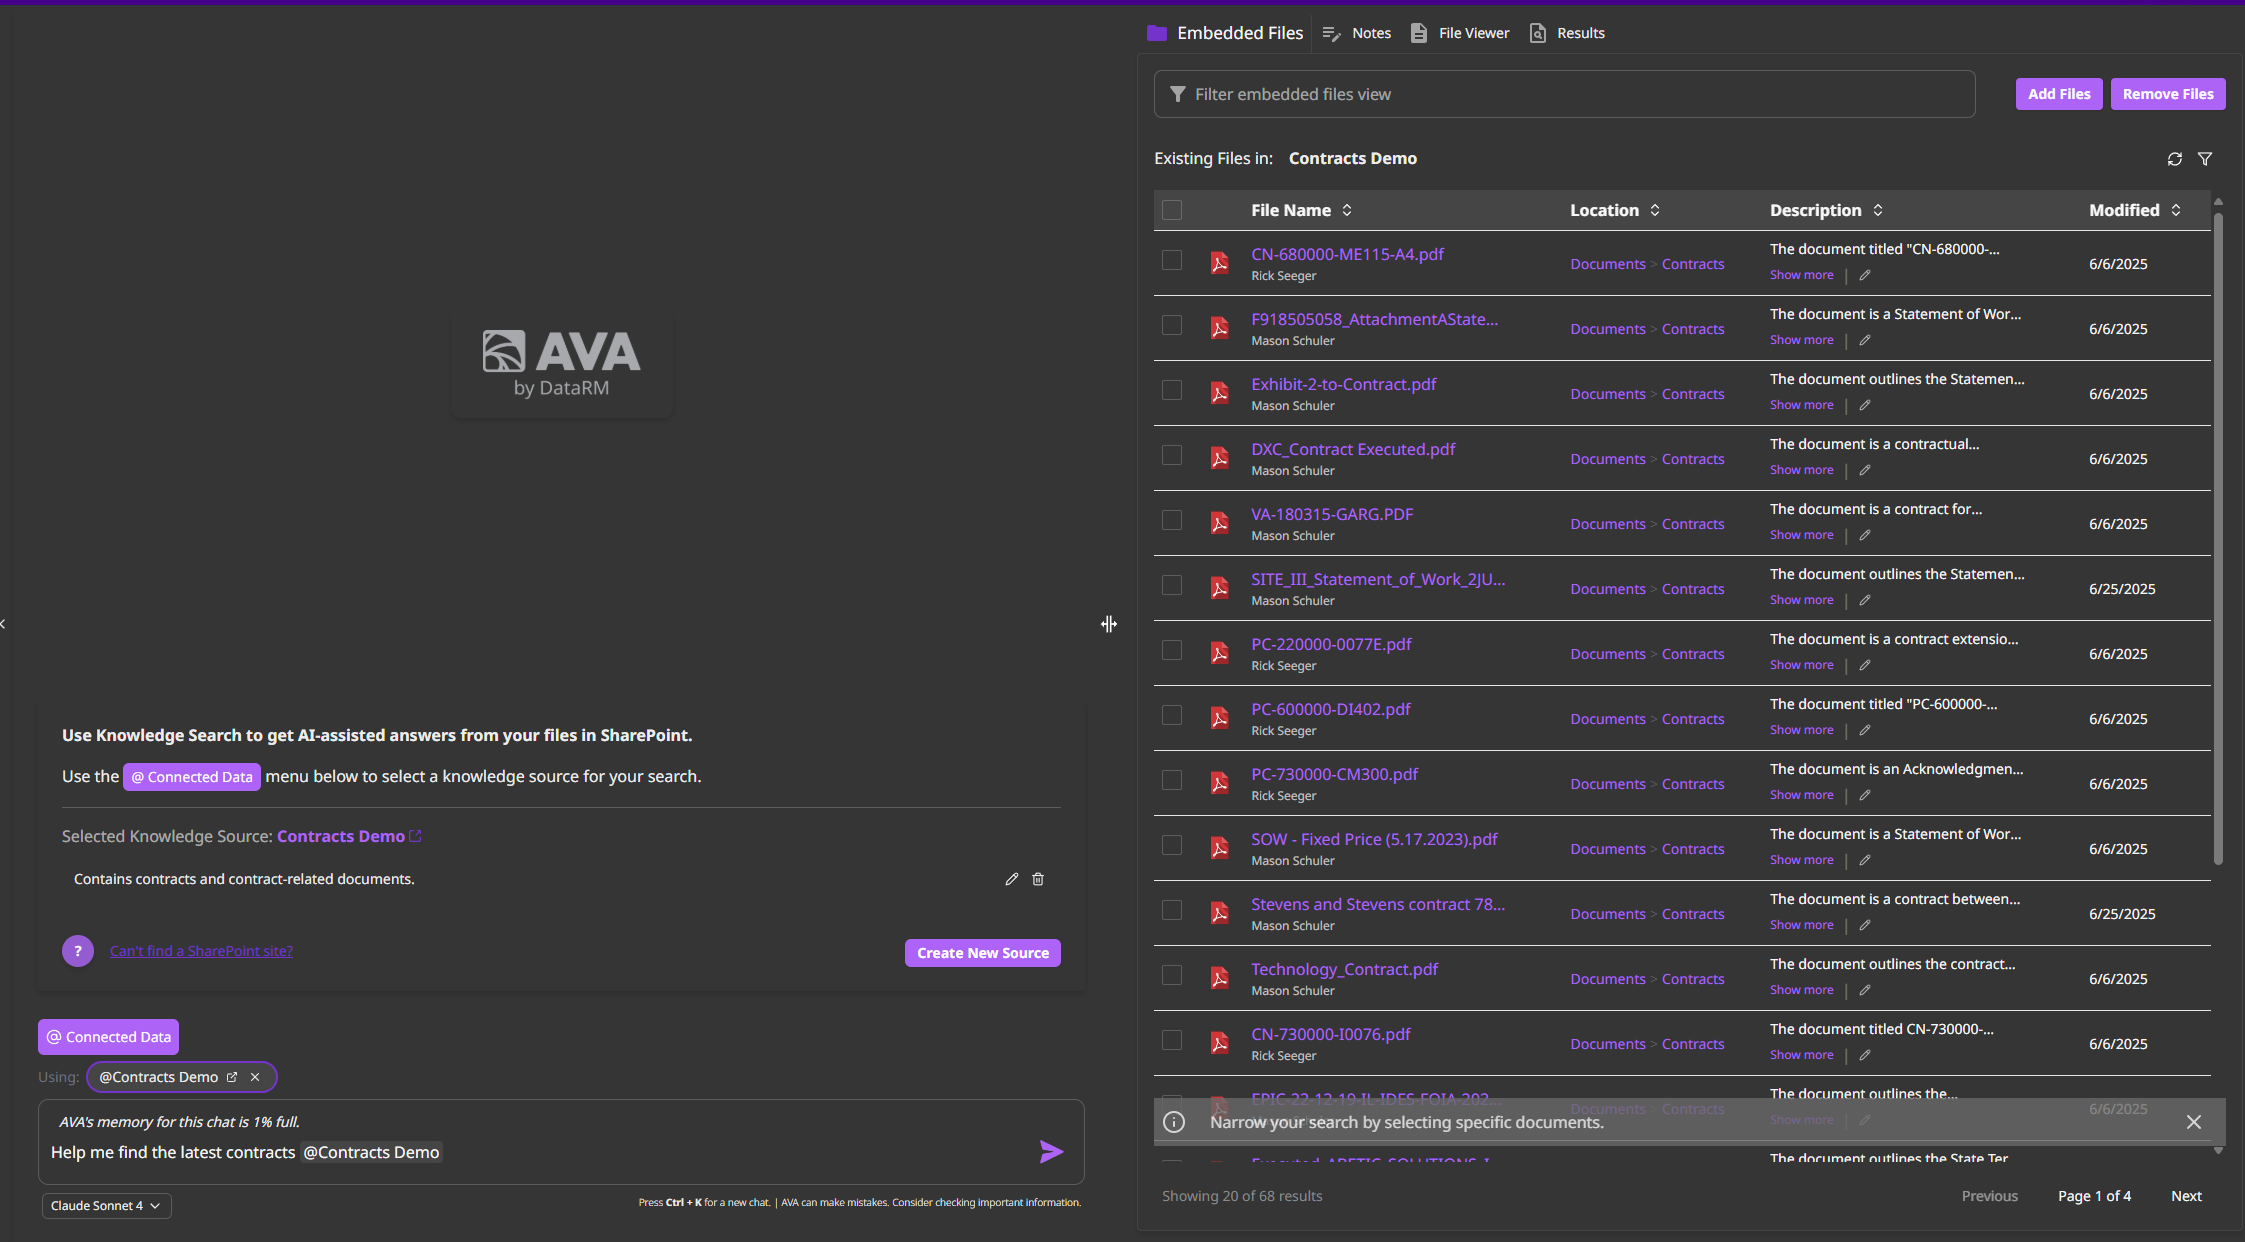 Embedded Files
Notes
File Viewer
Results
Filter embedded files view
Add Files
Remove Files
Existing Files in: Contracts Demo
File Name
Location
Description
Modified
CN-680000-ME115-A4.pdf
Rick Seeger
Documents > Contracts
The document titled "CN-680000-...
Show more |
6/6/2025
F918505058_AttachmentAState...
Mason Schuler
Documents > Contracts
The document is a Statement of Wor...
Show more |
6/6/2025
Exhibit-2-to-Contract.pdf
Mason Schuler
Documents > Contracts
The document outlines the Statemen...
Show more |
6/6/2025
DXC_Contract Executed.pdf
Mason Schuler
Documents > Contracts
The document is a contractual...
Show more |
6/6/2025
VA-180315-GARG.PDF
Mason Schuler
Documents > Contracts
The document is a contract for...
Show more |
6/6/2025
SITE_III_Statement_of_Work_2JU...
Mason Schuler
Documents > Contracts
The document outlines the Statemen...
Show more |
6/25/2025
PC-220000-0077E.pdf
Rick Seeger
Documents > Contracts
The document is a contract extensio...
Show more |
6/6/2025
PC-600000-DI402.pdf
Rick Seeger
Documents > Contracts
The document titled "PC-600000-...
Show more |
6/6/2025
PC-730000-CM300.pdf
Rick Seeger
Documents > Contracts
The document is an Acknowledgmen...
Show more |
6/6/2025
SOW - Fixed Price (5.17.2023).pdf
Mason Schuler
Documents > Contracts
The document is a Statement of Wor...
Show more |
6/6/2025
Stevens and Stevens contract 78...
Mason Schuler
Documents > Contracts
The document is a contract between...
Show more |
6/25/2025
Technology_Contract.pdf
Mason Schuler
Documents > Contracts
The document outlines the contract...
Show more |
6/6/2025
CN-730000-I0076.pdf
Rick Seeger
Documents > Contracts
The document titled CN-730000-...
Show more |
6/6/2025
EPIC-22-12-19-IL-IDES-FOIA-202...
Documents > Contracts
The document outlines the...
Show more |
6/6/2025
Narrow your search by selecting specific documents.
The document outlines the State Ter
Showing 20 of 68 results
Previous
Page 1 of 4
Next
AVA
by DataRM
Use Knowledge Search to get AI-assisted answers from your files in SharePoint.
Use the @ Connected Data menu below to select a knowledge source for your search.
Selected Knowledge Source: Contracts Demo
Contains contracts and contract-related documents.
?
Can't find a SharePoint site?
Create New Source
@ Connected Data
Using: @Contracts Demo
AVA's memory for this chat is 1% full.
Help me find the latest contracts @Contracts Demo
Claude Sonnet 4
Press Ctrl + K for a new chat. | AVA can make mistakes. Consider checking important information.